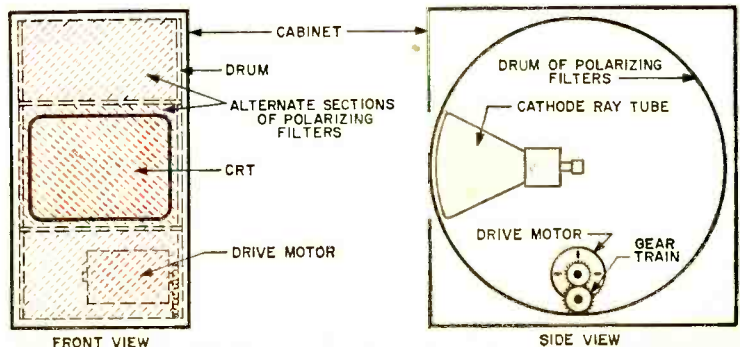 CABINET
DRUM
ALTERNATE SECTIONS
OF POLARIZING
FILTERS
CRT
DRIVE MOTOR
FRONT VIEW
DRUM OF POLARIZING
FILTERS
CATHODE RAY TUBE
DRIVE MOTOR
GEAR
TRAIN
SIDE VIEW